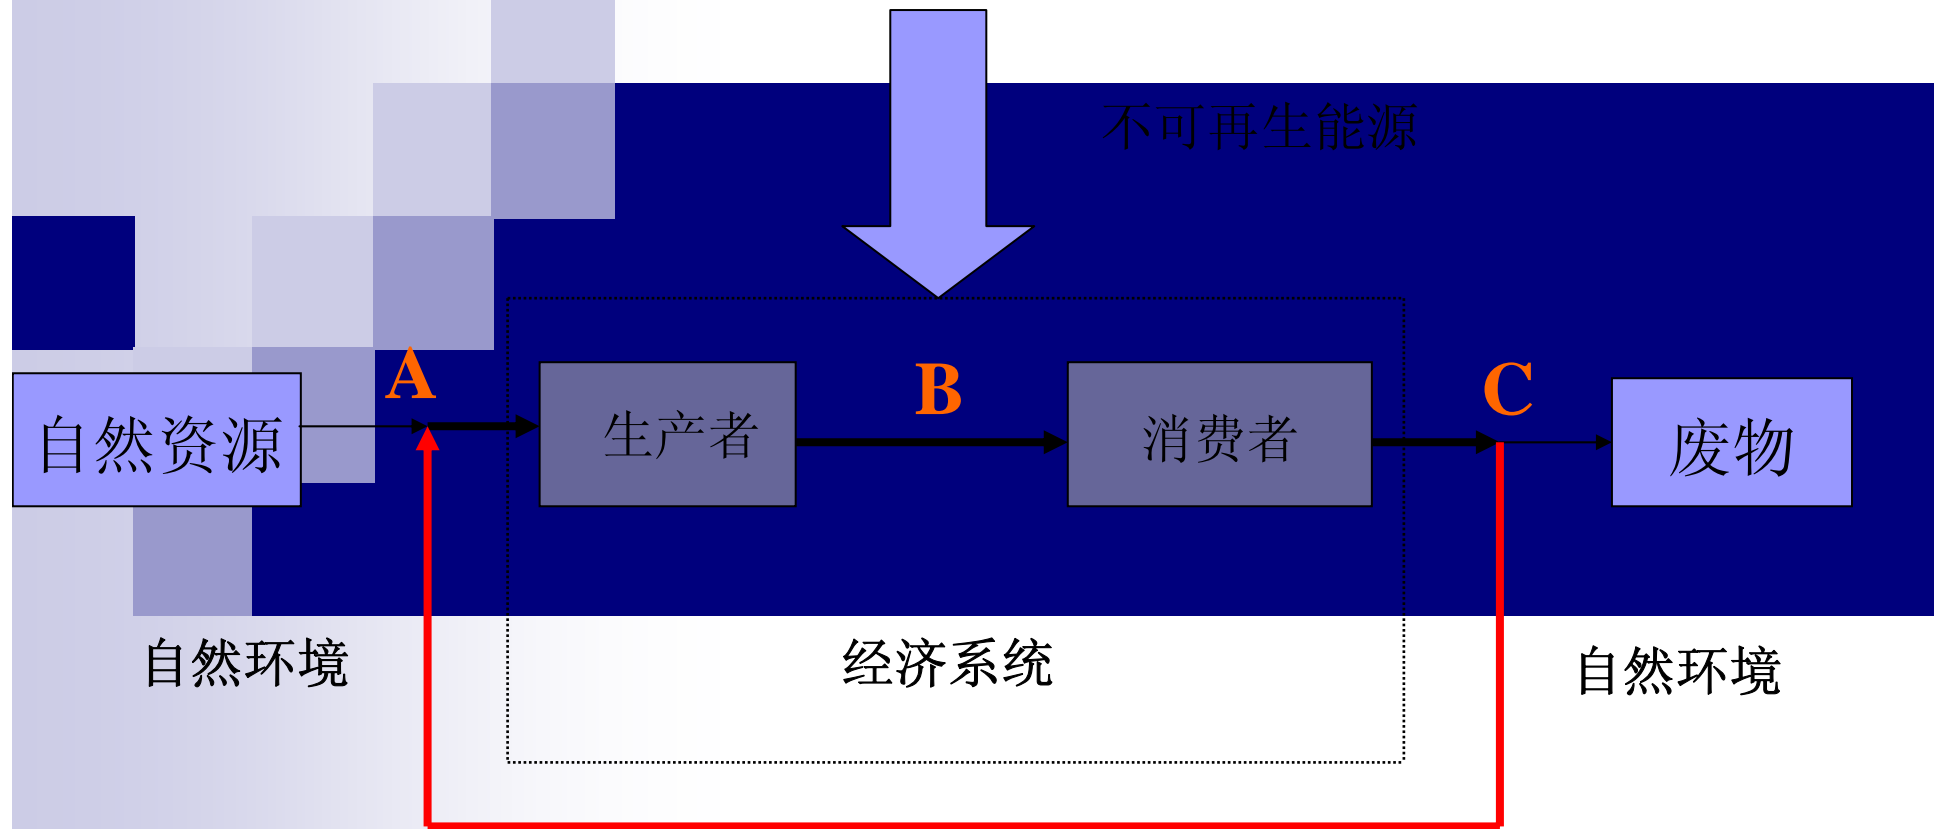 不可再生能源
A
B
C
自然资源
生产者
消费者
废物
自然环境
经济系统
自然环境